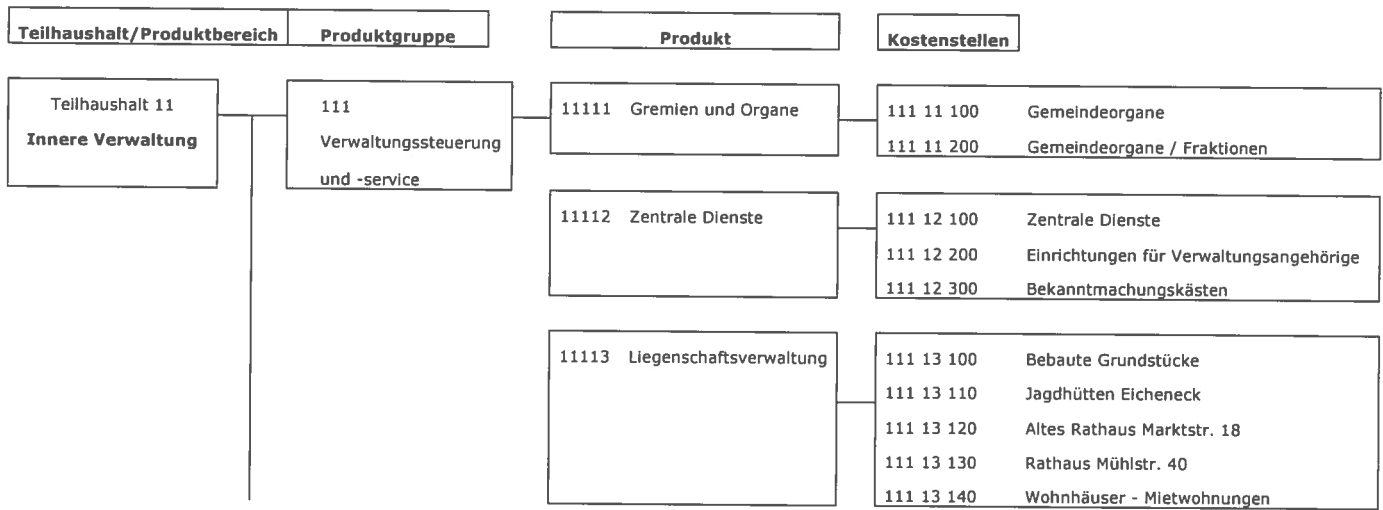 Teilhaushalt/Produktbereich Produktgruppe Produkt Kostenstellen
Teilhaushalt 11
Innere Verwaltung
111
Verwaltungssteuerung
und -service
11111 Gremien und Organe
111 11 100 Gemeindeorgane
111 11 200 Gemeindeorgane / Fraktionen
11112 Zentrale Dienste
111 12 100 Zentrale Dienste
111 12 200 Einrichtungen für Verwaltungsangehörige
111 12 300 Bekanntmachungskästen
11113 Liegenschaftsverwaltung
111 13 100 Bebaute Grundstücke
111 13 110 Jagdhütten Eicheneck
111 13 120 Altes Rathaus Marktstr. 18
111 13 130 Rathaus Mühlstr. 40
111 13 140 Wohnhäuser - Mietwohnungen